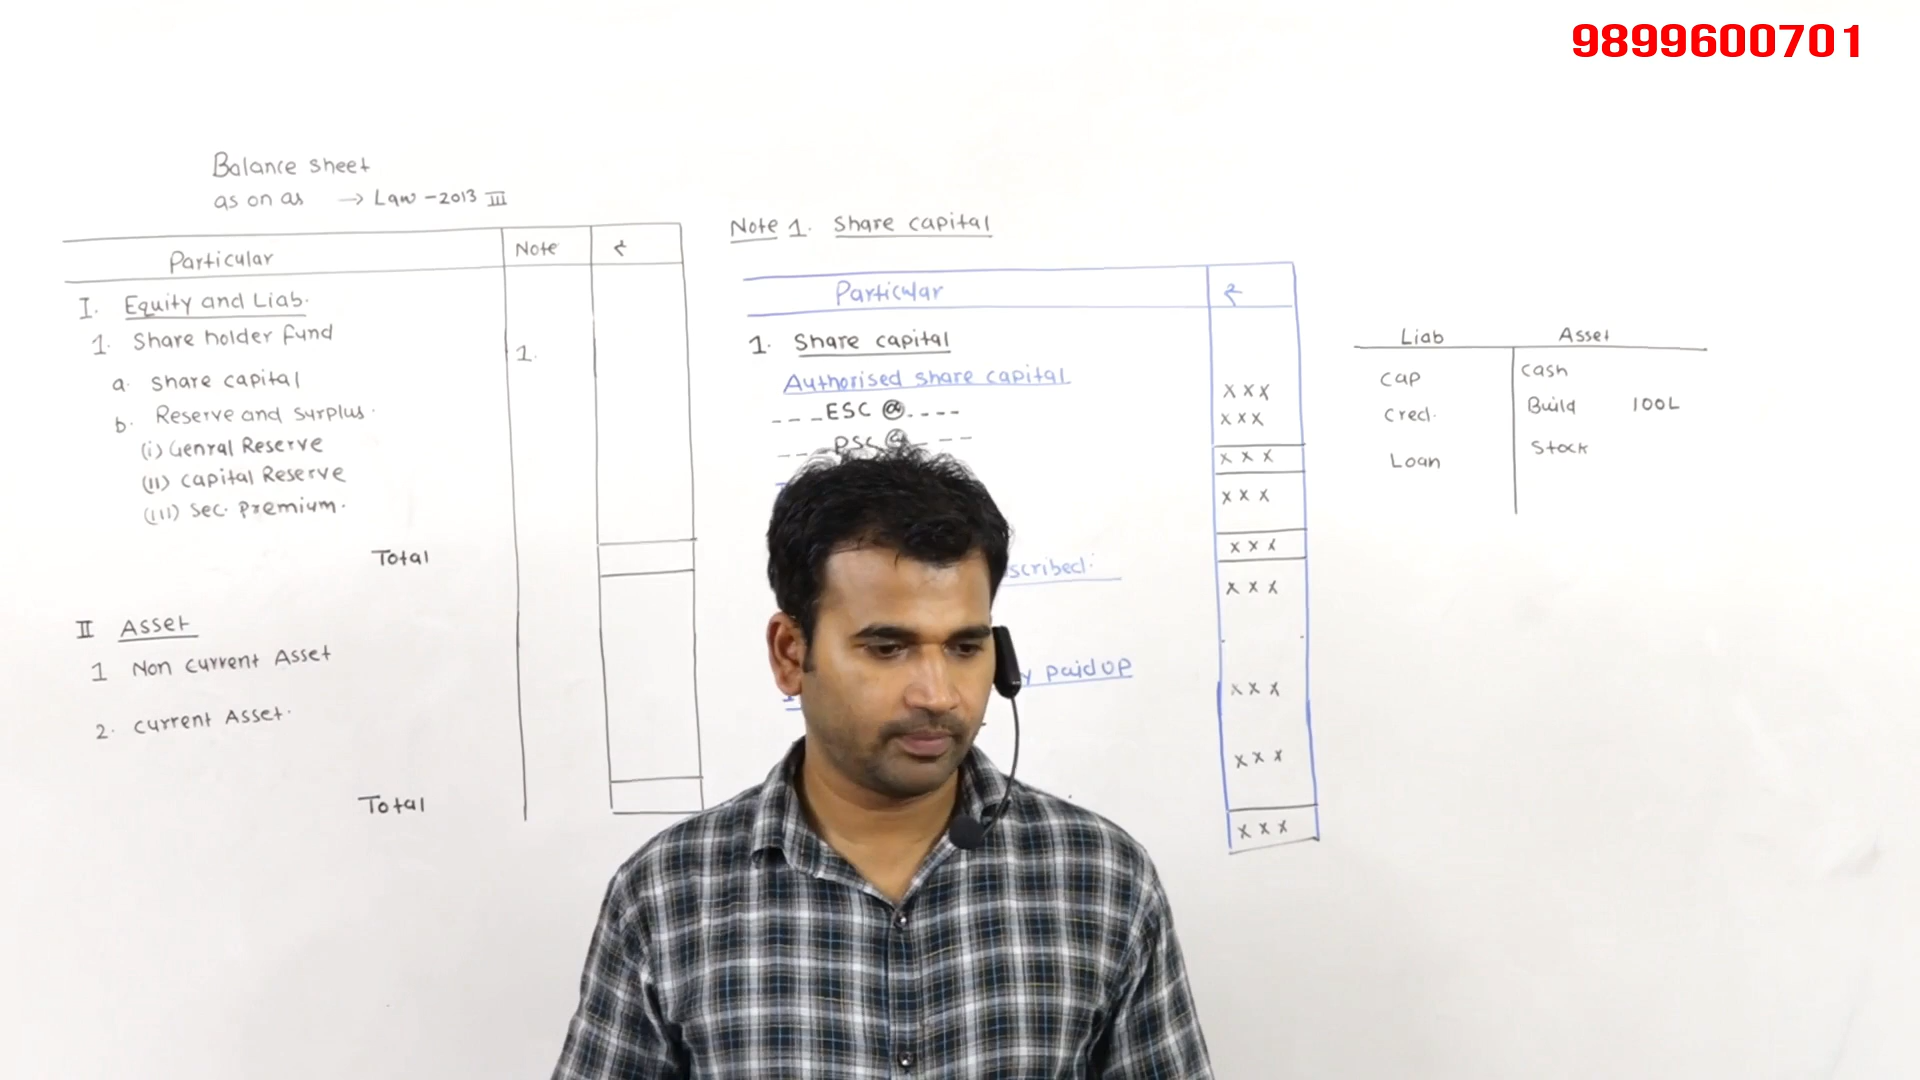 9899600701
Balance sheet
as on as → Law - 2013 III
Particular Note ₹
I. Equity and Liab.
1. Share holder fund
1.
a. Share capital
b. Reserve and surplus.
(i) Genral Reserve
(II) Capital Reserve
(III) Sec. Premium.
Total
II Asset
1 Non current Asset
2. current Asset.
Total
Note 1. Share capital
Particular ₹
1. Share capital
Authorised share capital
---ESC @---- xxx
-- PSC @--- xxx
xxx
xxx
xxx
scribed.
xxx
y paid up
xxx
xxx
xxx
Liab Asset
Cap Cash
Cred. Build 100L
Loan Stock